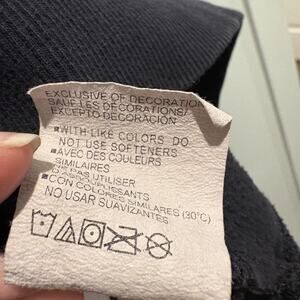 EXCLUSIVE OF DECORATION/
SAUF LES DÉCORATIONS/
EXCEPTO DECORACIÓN
▪WITH LIKE COLORS DO
NOT USE SOFTENERS
▪AVEC DES COULEURS
SIMILAIRES
▪PAS UTILISER
D'ASSOUPLISSANTS
▪CON COLORES SIMILARES (30°C)
NO USAR SUAVIZANTES